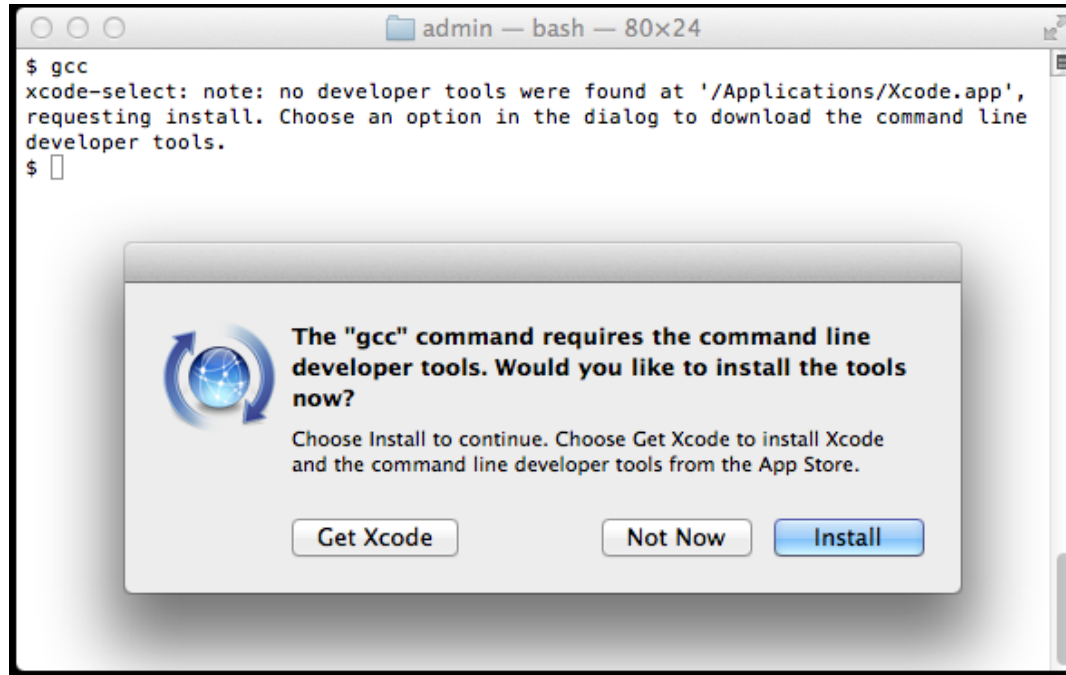 admin — bash — 80×24
$ gcc
xcode-select: note: no developer tools were found at '/Applications/Xcode.app',
requesting install. Choose an option in the dialog to download the command line
developer tools.
$
The "gcc" command requires the command line
developer tools. Would you like to install the tools
now?
Choose Install to continue. Choose Get Xcode to install Xcode
and the command line developer tools from the App Store.
Get Xcode Not Now Install